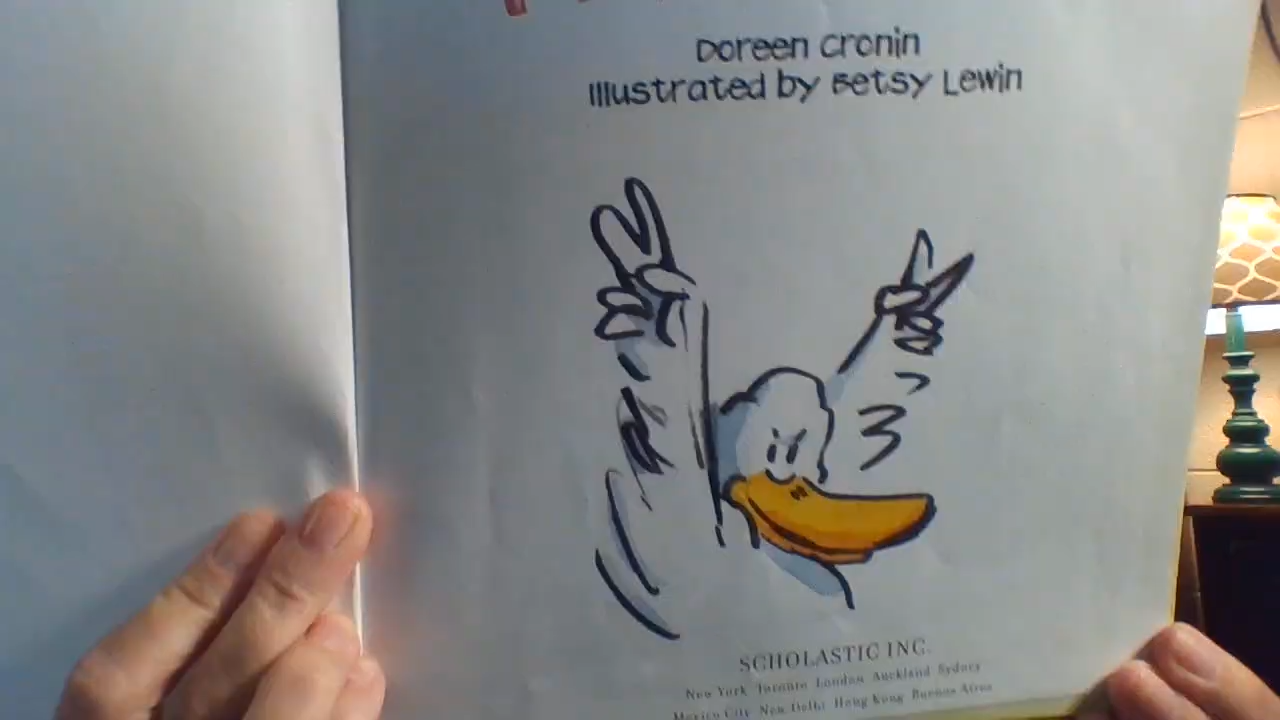 Doreen Cronin
Illustrated by Betsy Lewin
SCHOLASTIC INC.
New York Toronto London Auckland Sydney
Mexico City New Delhi Hong Kong Buenos Aires